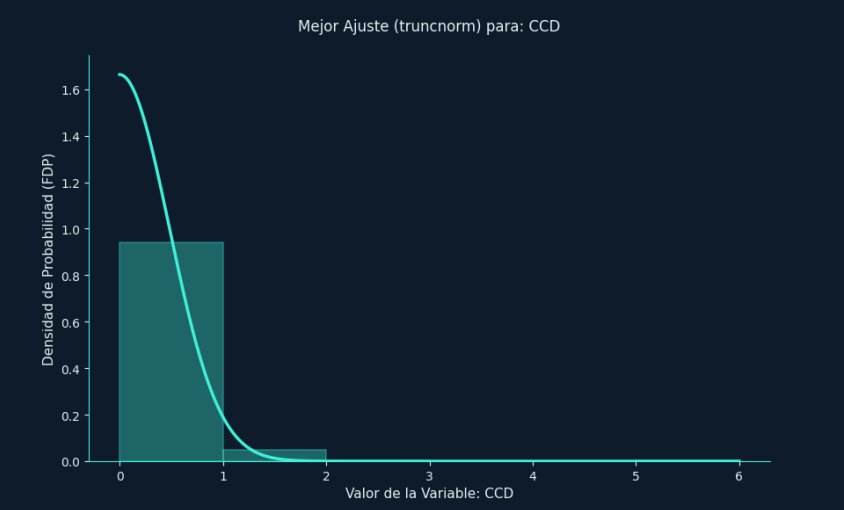 Mejor Ajuste (truncnorm) para: CCD
Densidad de Probabilidad (FDP)
1.6
1.4
1.2
1.0
0.8
0.6
0.4
0.2
0.0
0 1 2 3 4 5 6
Valor de la Variable: CCD